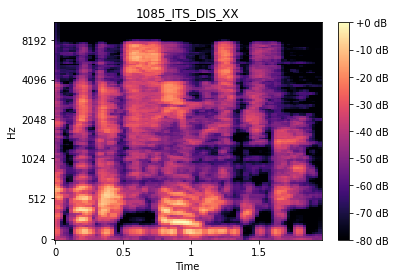 1085_ITS_DIS_XX
8192
4096
2048
1024
512
0
Hz
0
0.5
1
1.5
Time
+0 dB
-10 dB
-20 dB
-30 dB
-40 dB
-50 dB
-60 dB
-70 dB
-80 dB